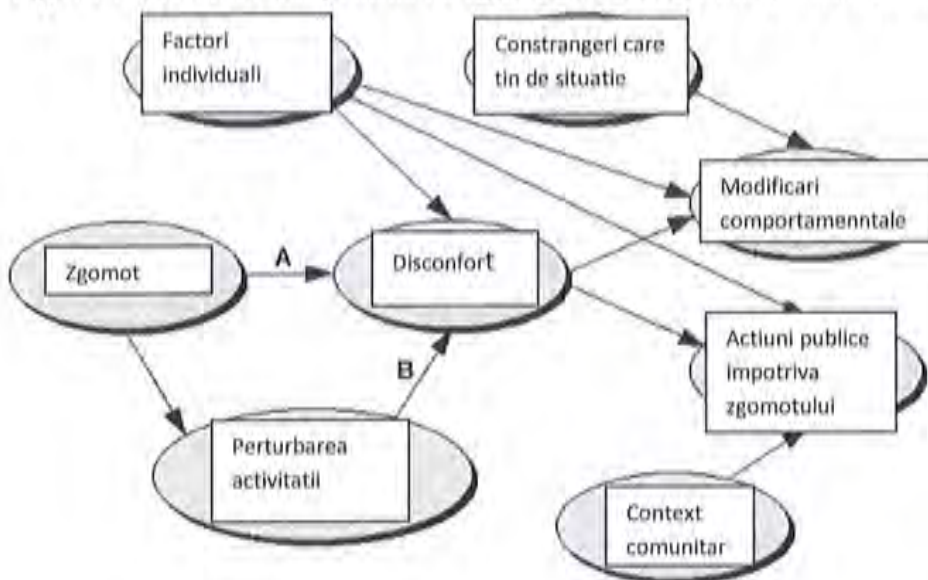 Factori
individuali
Constrangeri care
tin de situatie
Modificari
comportamenntale
Zgomot
A
Disconfort
Actiuni publice
impotriva
zgomotului
B
Perturbarea
activitatii
Context
comunitar